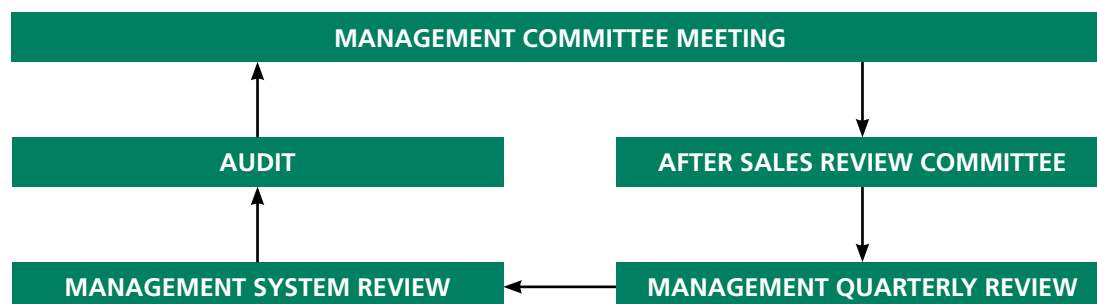 MANAGEMENT COMMITTEE MEETING
AUDIT
AFTER SALES REVIEW COMMITTEE
MANAGEMENT SYSTEM REVIEW
MANAGEMENT QUARTERLY REVIEW